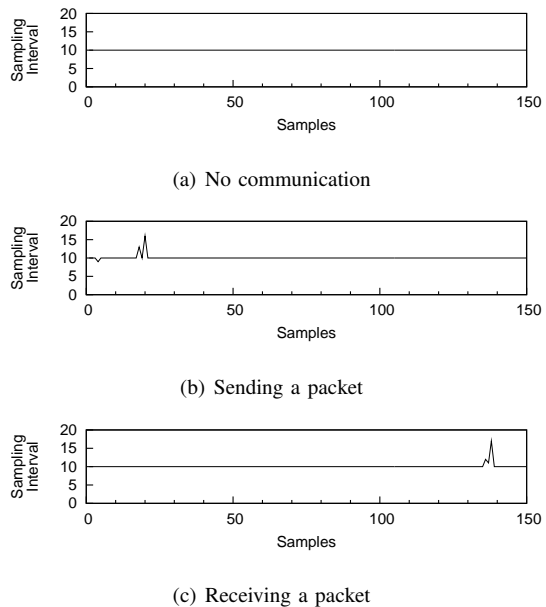 20
15
10
5
0
Sampling
Interval
0 50 100 150
Samples
(a) No communication
20
15
10
5
0
Sampling
Interval
0 50 100 150
Samples
(b) Sending a packet
20
15
10
5
0
Sampling
Interval
0 50 100 150
Samples
(c) Receiving a packet